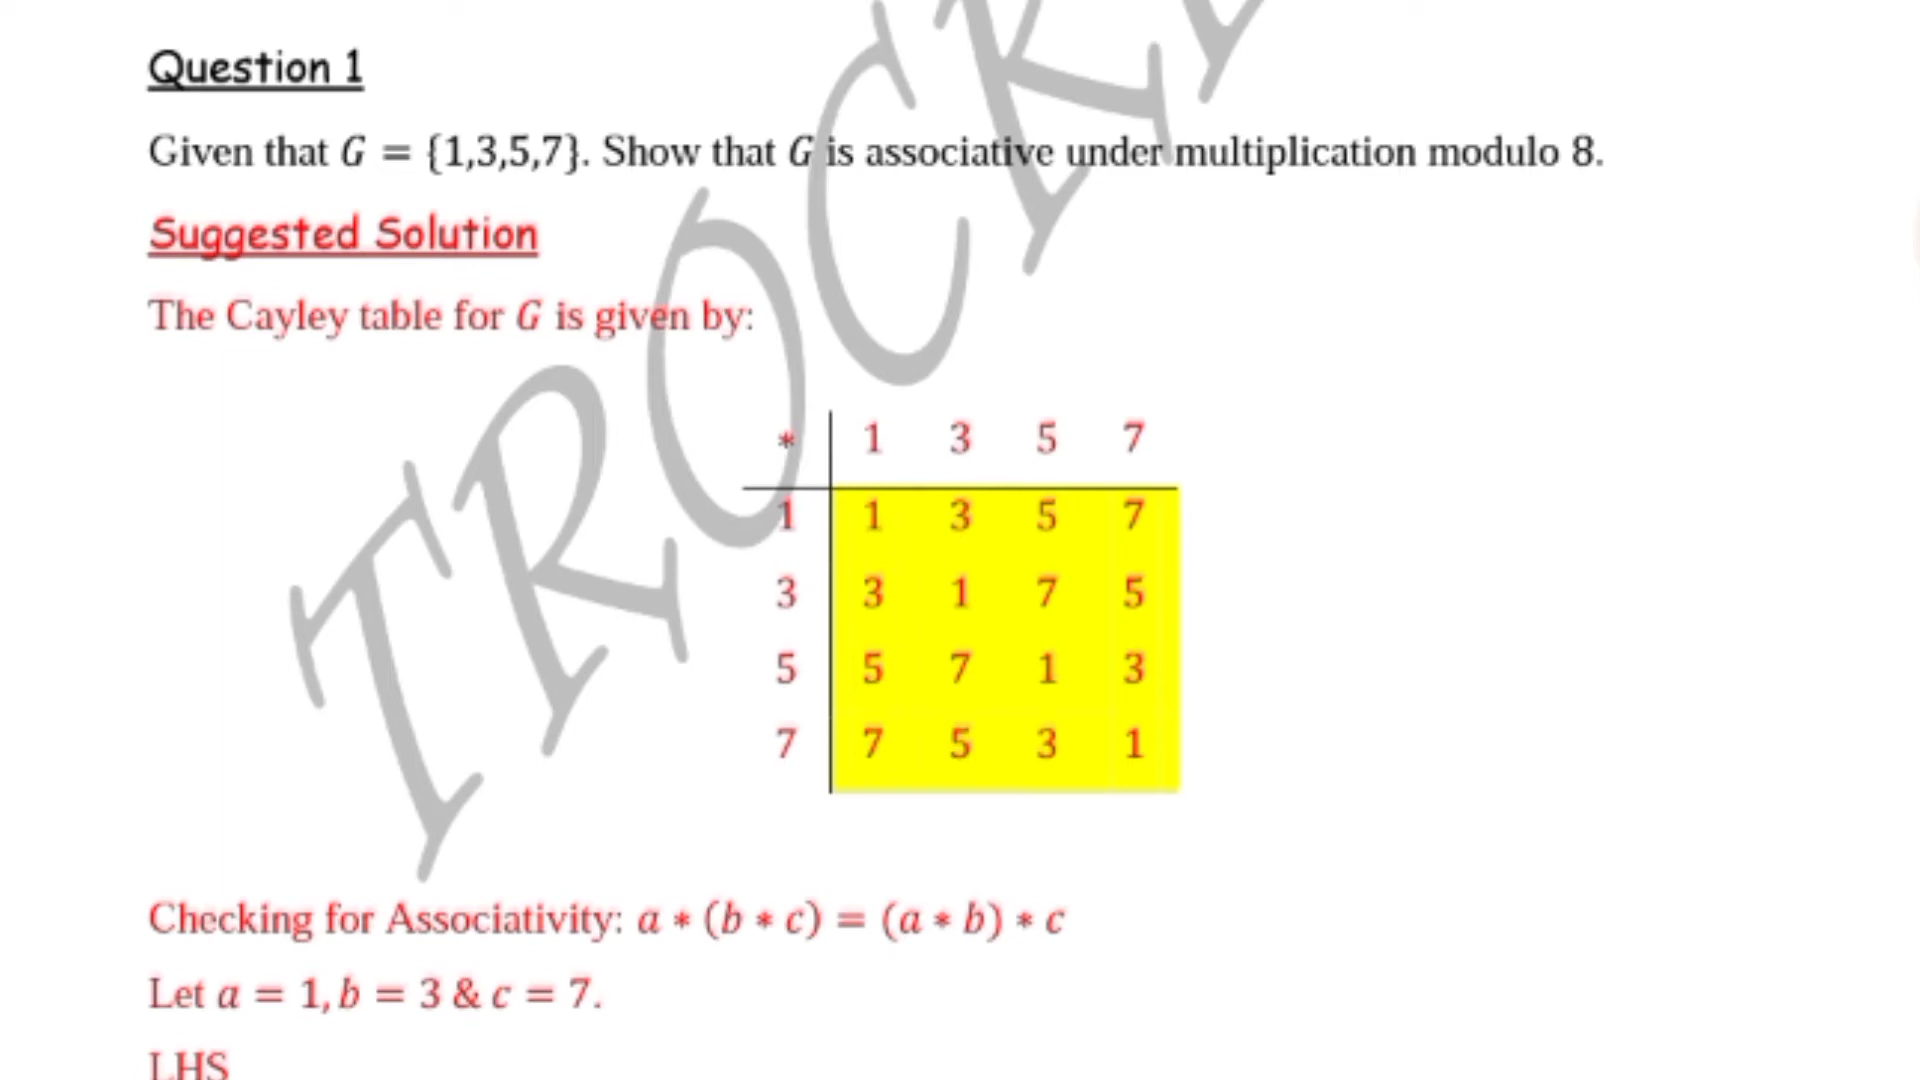 Question 1
Given that G = {1,3,5,7}. Show that G is associative under multiplication modulo 8.
Suggested Solution
The Cayley table for G is given by:
* 1 3 5 7
1 1 3 5 7
3 3 1 7 5
5 5 7 1 3
7 7 5 3 1
Checking for Associativity: a * (b * c) = (a * b) * c
Let a = 1, b = 3 & c = 7.
LHS
TROCK